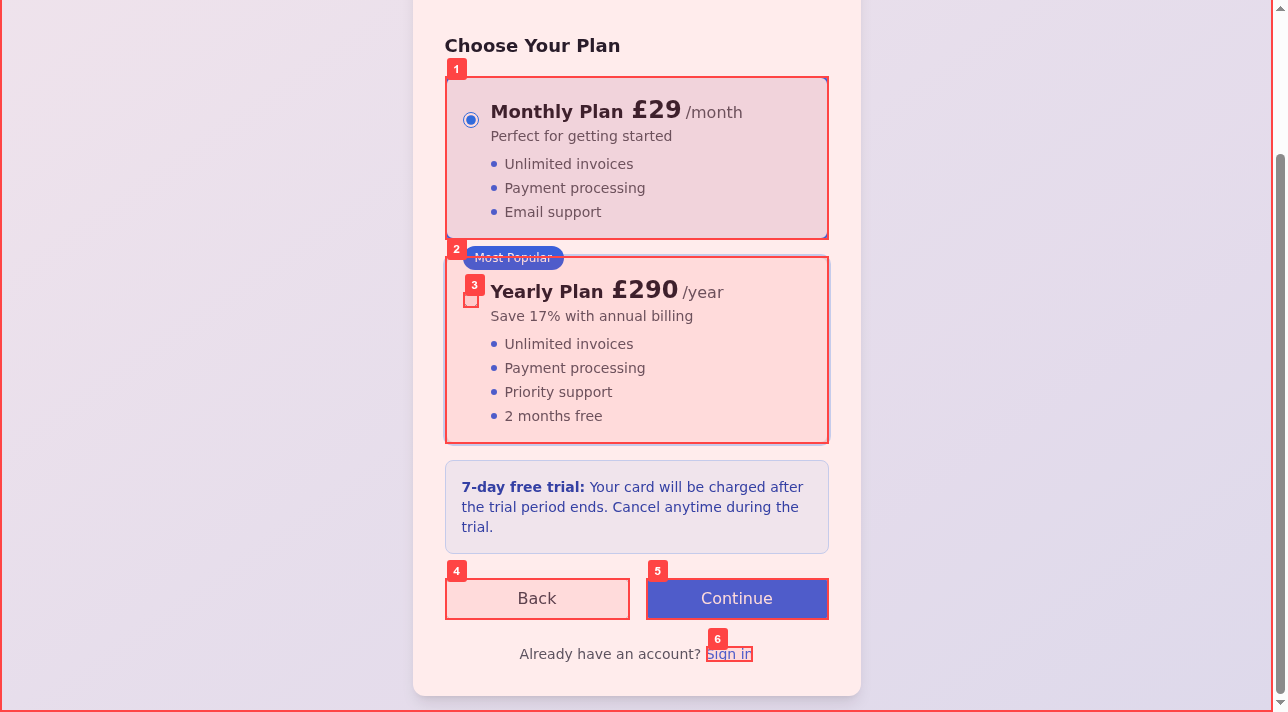 Choose Your Plan
1
Monthly Plan £29 /month
Perfect for getting started
Unlimited invoices
Payment processing
Email support
2
Most Popular
3
Yearly Plan £290 /year
Save 17% with annual billing
Unlimited invoices
Payment processing
Priority support
2 months free
7-day free trial: Your card will be charged after
the trial period ends. Cancel anytime during the
trial.
4
Back
5
Continue
6
Already have an account? Sign in